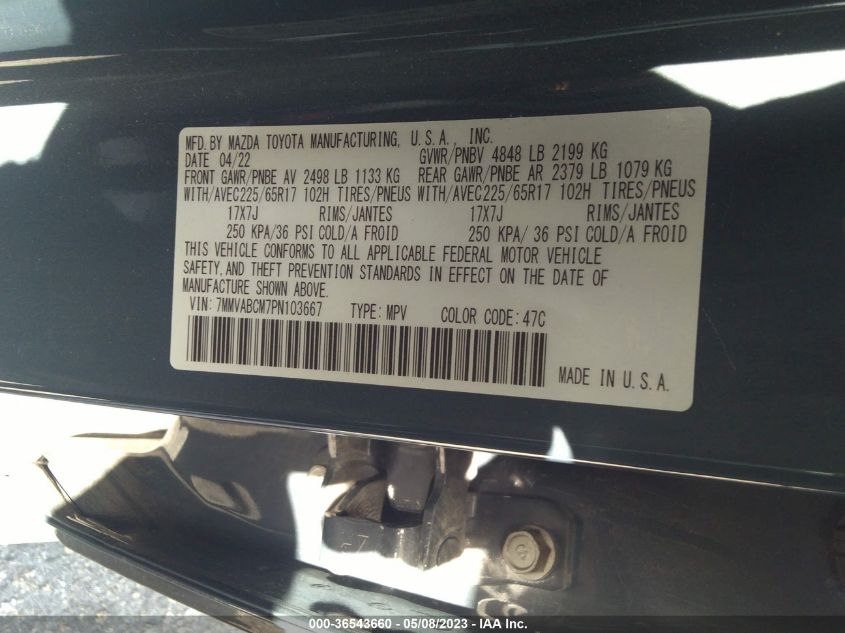 MFD. BY MAZDA TOYOTA MANUFACTURING, U.S.A. INC.
DATE 04/22 GVWR/PNBV 4848 LB 2199 KG
FRONT GAWR/PNBE AV 2498 LB 1133 KG REAR GAWR/PNBE AR 2379 LB 1079 KG
WITH/AVEC225/65R17 102H TIRES/PNEUS WITH/AVEC225/65R17 102H TIRES/PNEUS
17X7J RIMS/JANTES 17X7J RIMS/JANTES
250 KPA/36 PSI COLD/A FROID 250 KPA/ 36 PSI COLD/A FROID
THIS VEHICLE CONFORMS TO ALL APPLICABLE FEDERAL MOTOR VEHICLE
SAFETY, AND THEFT PREVENTION STANDARDS IN EFFECT ON THE DATE OF
MANUFACTURE SHOWN ABOVE.
VIN: 7MMVABCM7PN103667 TYPE: MPV COLOR CODE: 47C
MADE IN U.S.A.
000-36543660 — 05/08/2023 — IAA Inc.